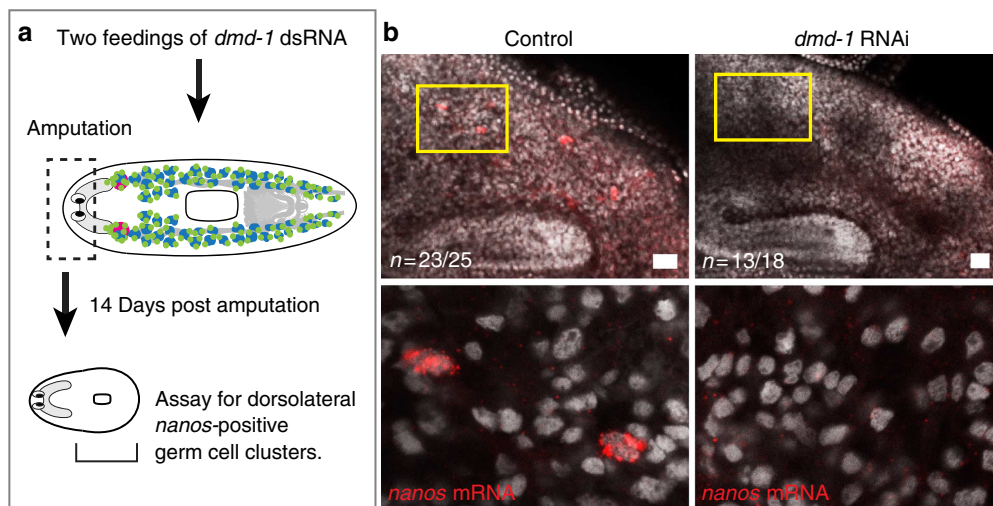 a
Two feedings of dmd-1 dsRNA
Amputation
14 Days post amputation
Assay for dorsolateral
nanos-positive
germ cell clusters.
b
Control
dmd-1 RNAi
n=23/25
n=13/18
nanos mRNA
nanos mRNA